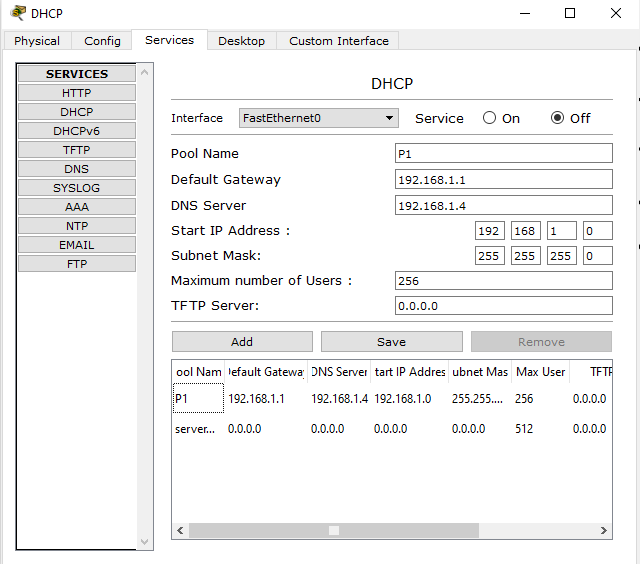 DHCP
Physical Config Services Desktop Custom Interface
SERVICES
HTTP
DHCP
DHCPv6
TFTP
DNS
SYSLOG
AAA
NTP
EMAIL
FTP
DHCP
Interface FastEthernet0 Service On Off
Pool Name P1
Default Gateway 192.168.1.1
DNS Server 192.168.1.4
Start IP Address : 192 168 1 0
Subnet Mask: 255 255 255 0
Maximum number of Users : 256
TFTP Server: 0.0.0.0
Add Save Remove
ool Nam efault Gateway DNS Server tart IP Addres ubnet Mas Max User TFTP
P1 192.168.1.1 192.168.1.4 192.168.1.0 255.255.... 256 0.0.0.0
server... 0.0.0.0 0.0.0.0 0.0.0.0 0.0.0.0 512 0.0.0.0